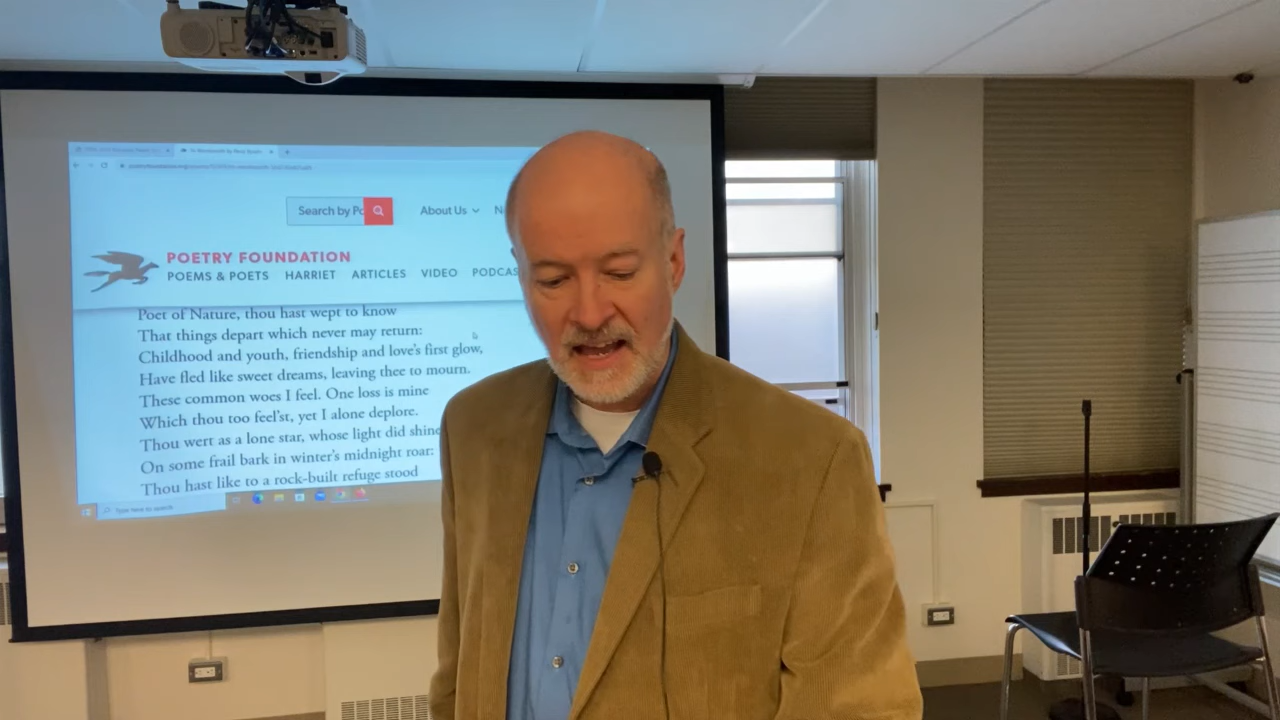 Search by Po
About Us
N
POETRY FOUNDATION
POEMS & POETS HARRIET ARTICLES VIDEO PODCAS
Poet of Nature, thou hast wept to know
That things depart which never may return:
Childhood and youth, friendship and love's first glow,
Have fled like sweet dreams, leaving thee to mourn.
These common woes I feel. One loss is mine
Which thou too feel'st, yet I alone deplore.
Thou wert as a lone star, whose light did shine
On some frail bark in winter's midnight roar:
Thou hast like to a rock-built refuge stood
Type here to search